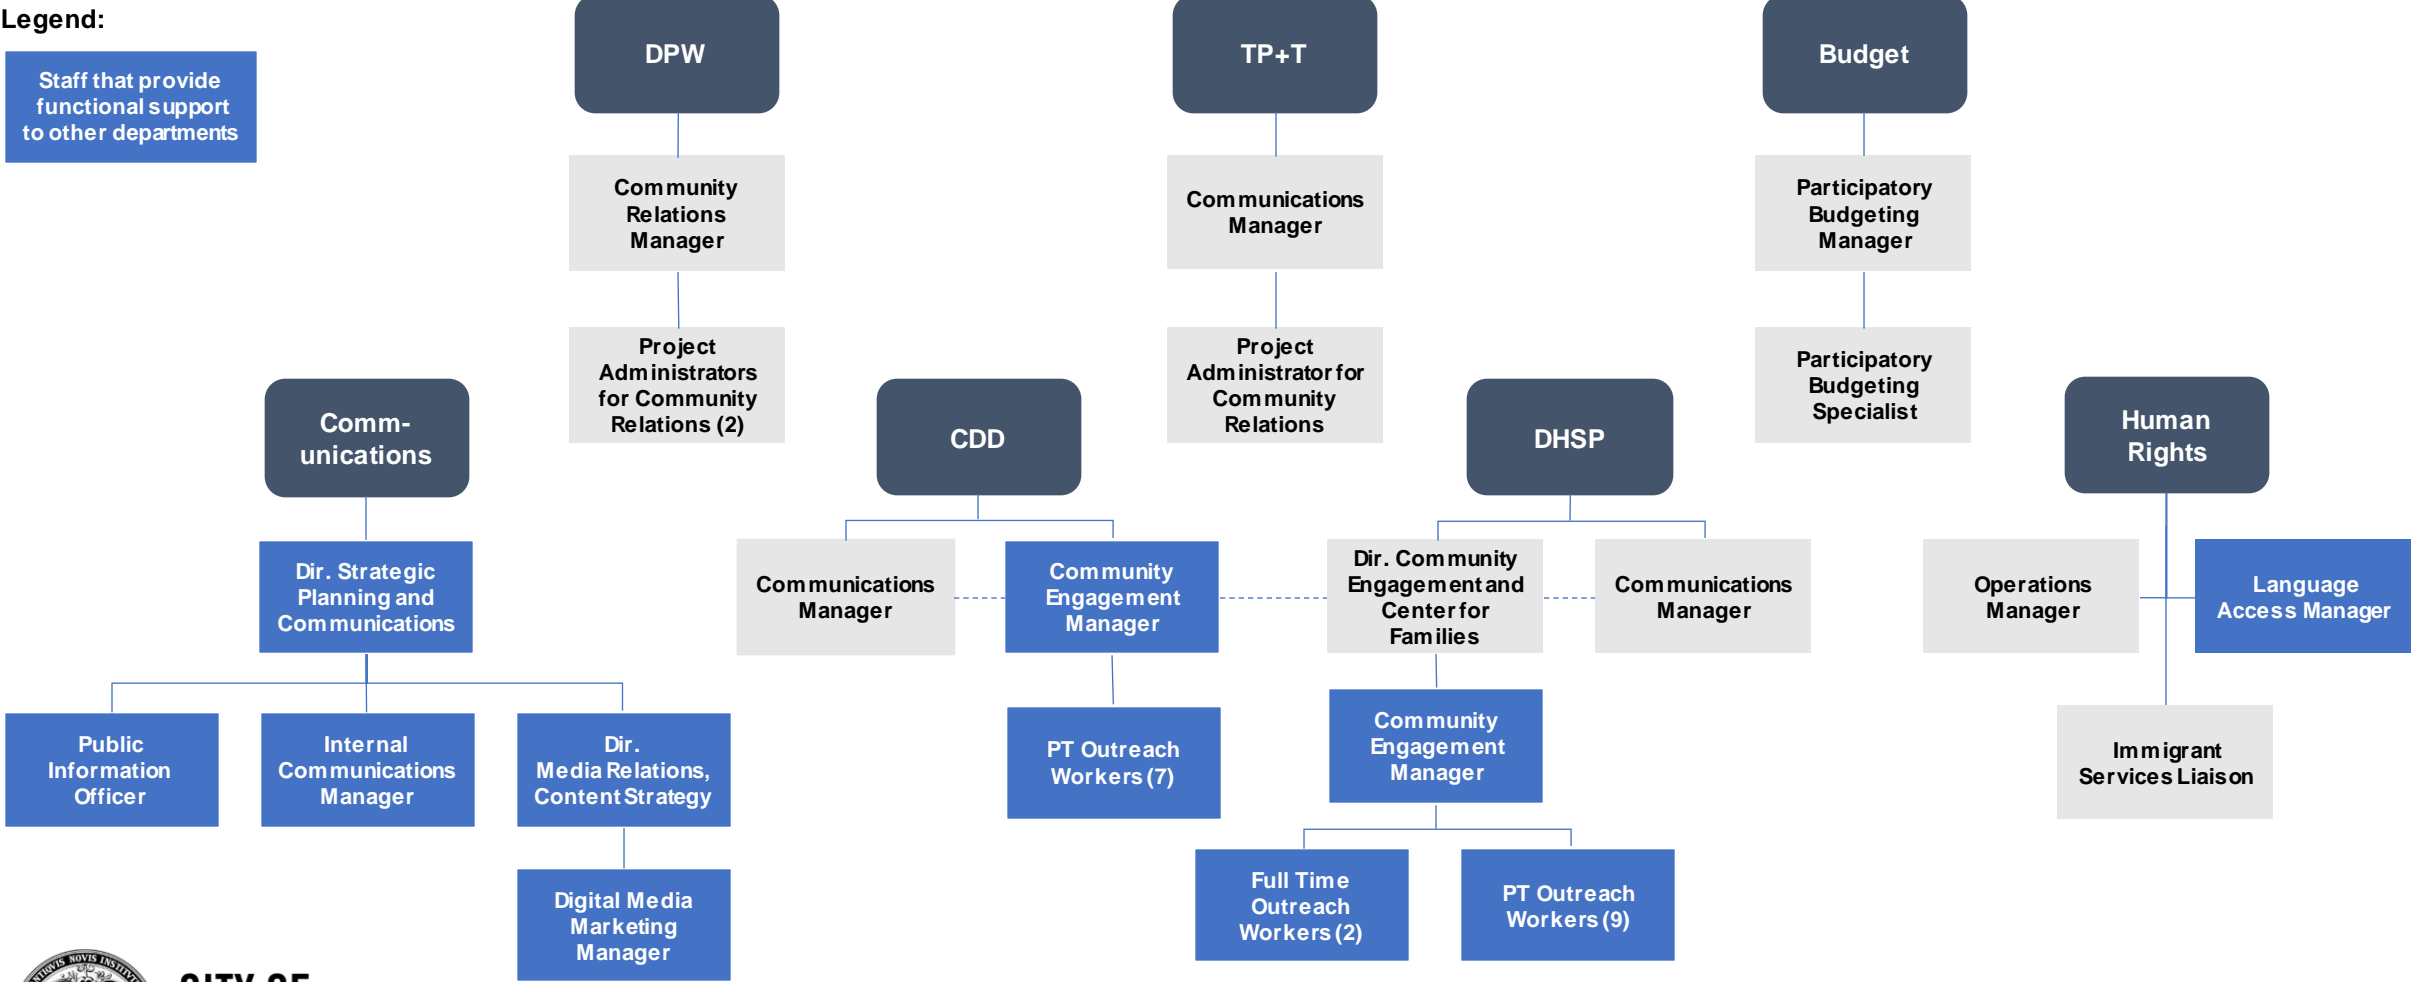 Legend:
Staff that provide
functional support
to other departments
DPW
TP+T
Budget
Community
Relations
Manager
Communications
Manager
Participatory
Budgeting
Manager
Project
Administrators
for Community
Relations (2)
Project
Administrator for
Community
Relations
Participatory
Budgeting
Specialist
Comm-
unications
CDD
DHSP
Human
Rights
Dir. Strategic
Planning and
Communications
Communications
Manager
Community
Engagement
Manager
Dir. Community
Engagement and
Center for
Families
Communications
Manager
Operations
Manager
Language
Access Manager
Public
Information
Officer
Internal
Communications
Manager
Dir.
Media Relations,
Content Strategy
PT Outreach
Workers (7)
Community
Engagement
Manager
Immigrant
Services Liaison
Digital Media
Marketing
Manager
Full Time
Outreach
Workers (2)
PT Outreach
Workers (9)
NOVIS
CITY OF